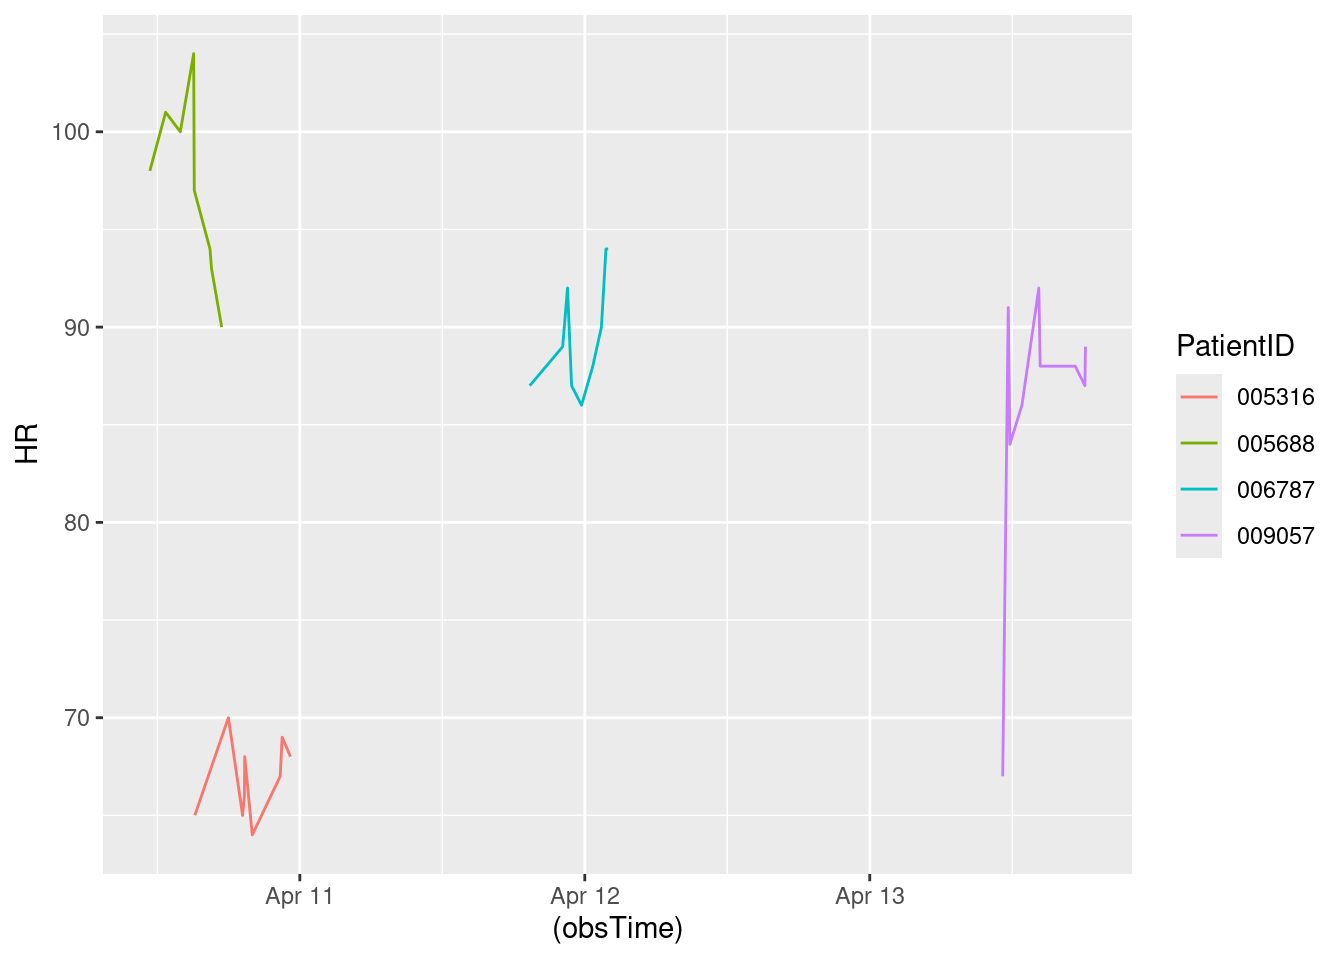 100
90
80
70
HR
Apr 11
Apr 12
Apr 13
(obsTime)
PatientID
005316
005688
006787
009057